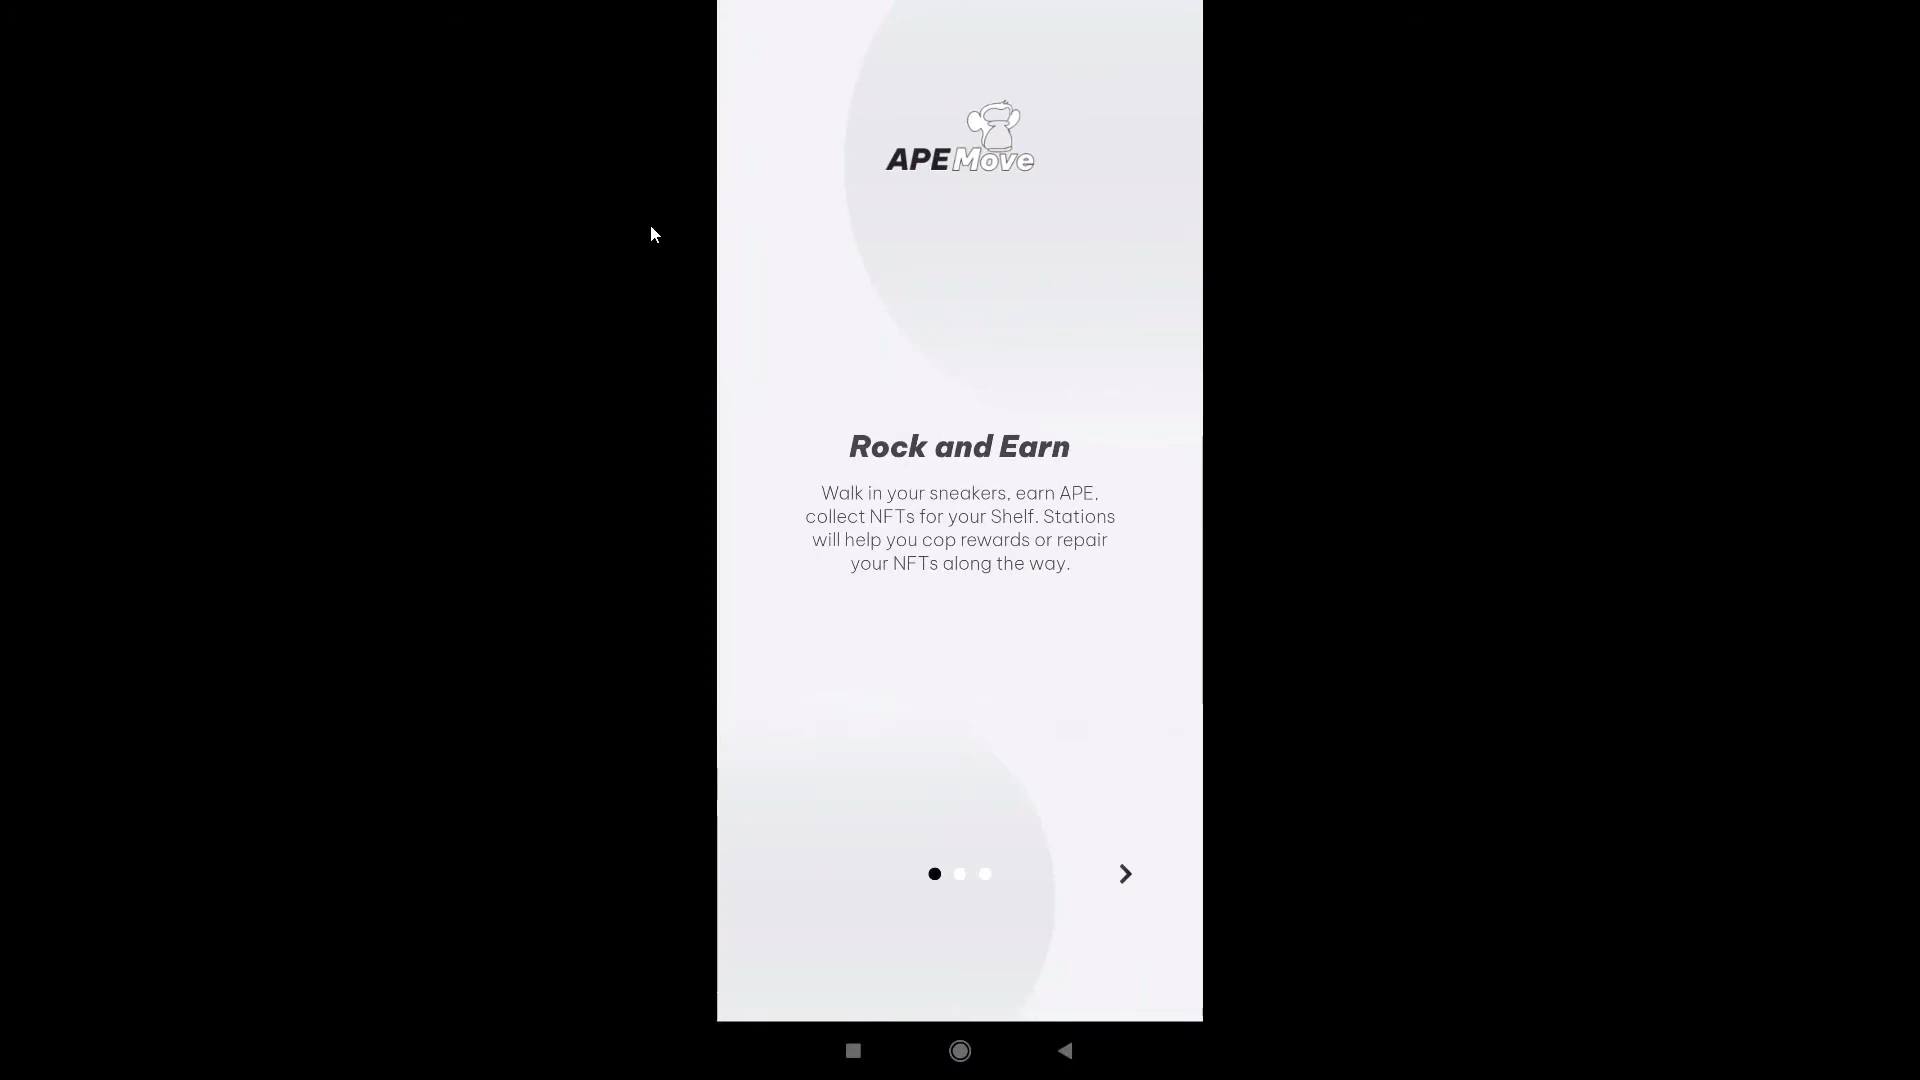 APE Move
Rock and Earn
Walk in your sneakers, earn APE,
collect NFTs for your Shelf. Stations
will help you cop rewards or repair
your NFTs along the way.